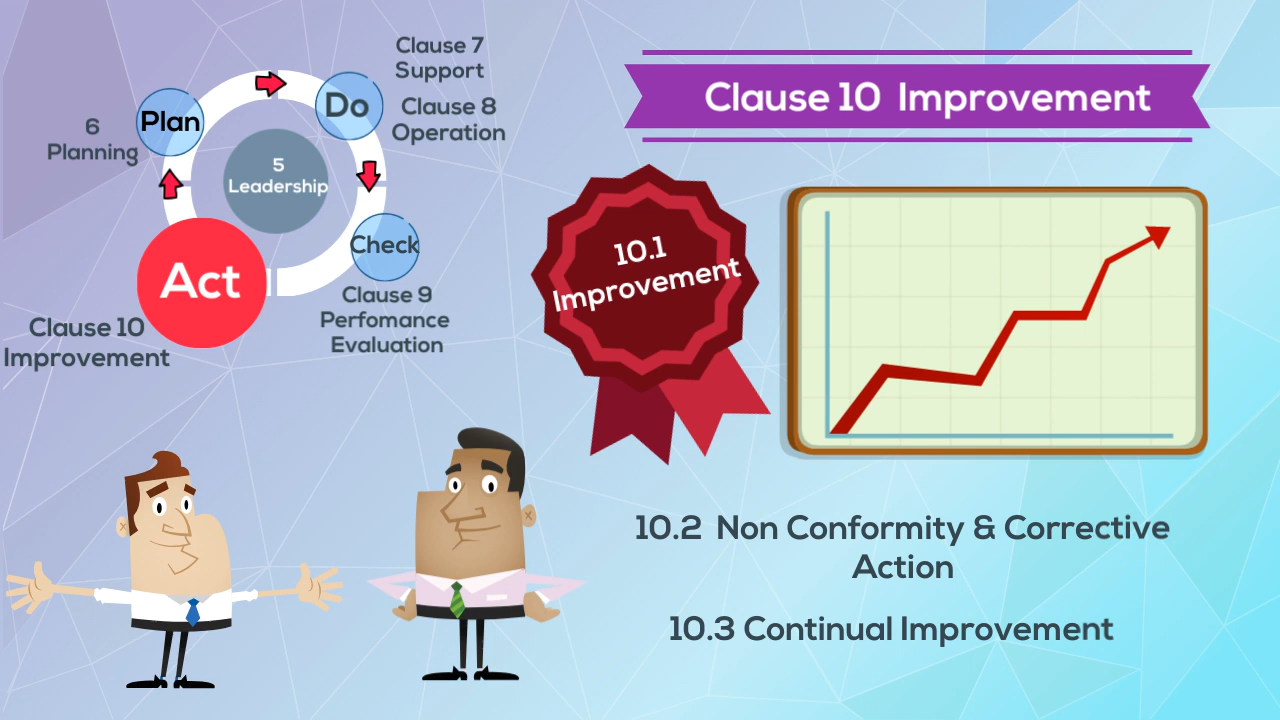 Clause 7
Support
Do
Clause 8
Operation
Plan
6
Planning
5
Leadership
Check
Act
Clause 9
Perfomance
Evaluation
Clause 10
Improvement
Clause 10 Improvement
10.1
Improvement
10.2 Non Conformity & Corrective
Action
10.3 Continual Improvement